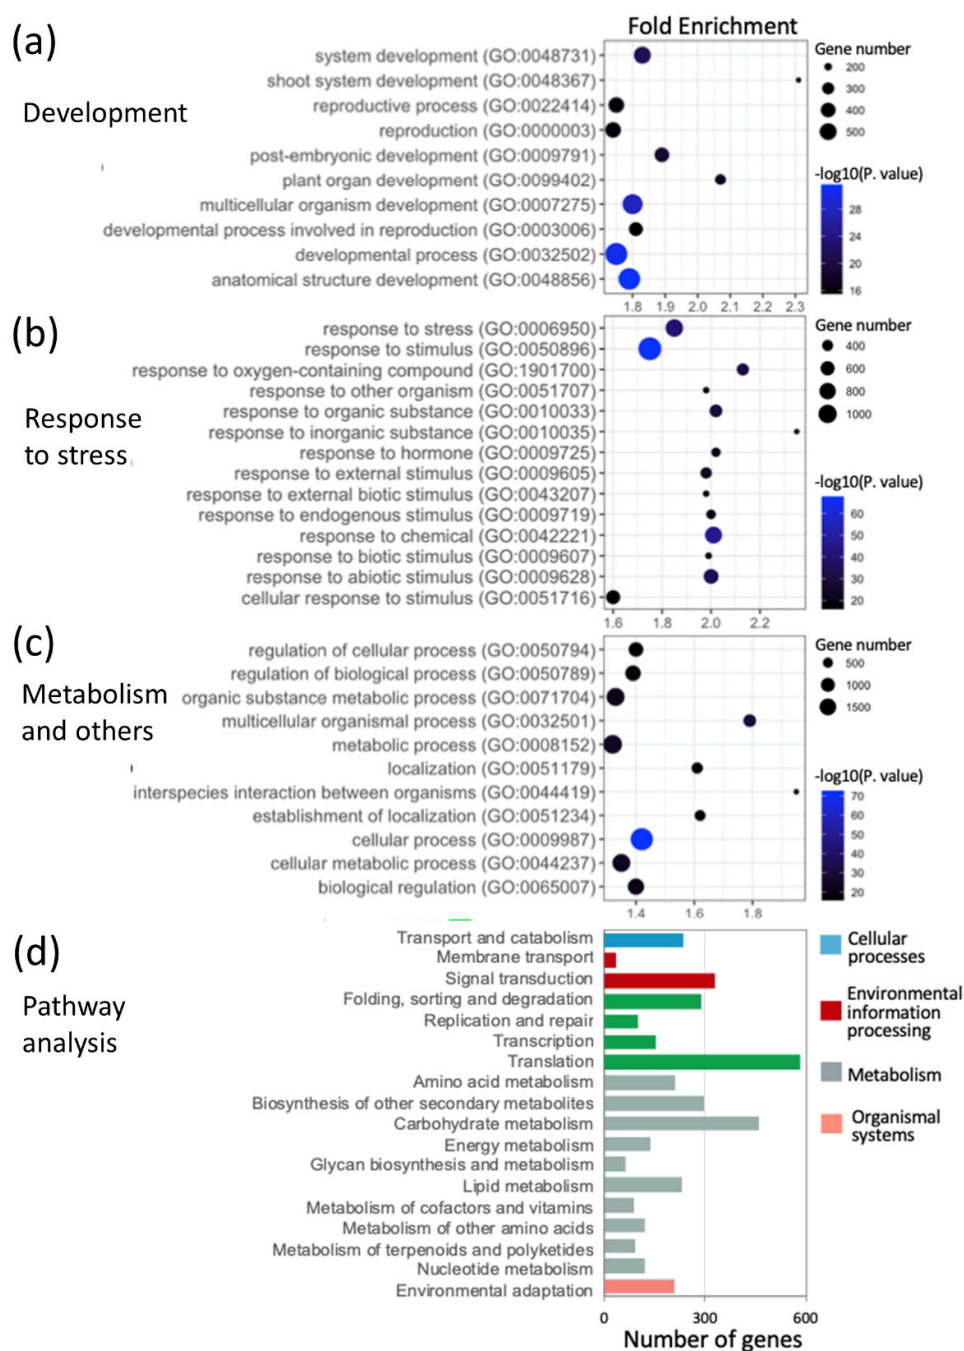 (a)
Fold Enrichment
Development
system development (GO:0048731)
shoot system development (GO:0048367)
reproductive process (GO:0022414)
reproduction (GO:0000003)
post-embryonic development (GO:0009791)
plant organ development (GO:0099402)
multicellular organism development (GO:0007275)
developmental process involved in reproduction (GO:0003006)
developmental process (GO:0032502)
anatomical structure development (GO:0048856)
1.8 1.9 2.0 2.1 2.2 2.3
Gene number
200
300
400
500
-log10(P. value)
28
24
20
16
(b)
Response
to stress
response to stress (GO:0006950)
response to stimulus (GO:0050896)
response to oxygen-containing compound (GO:1901700)
response to other organism (GO:0051707)
response to organic substance (GO:0010033)
response to inorganic substance (GO:0010035)
response to hormone (GO:0009725)
response to external stimulus (GO:0009605)
response to external biotic stimulus (GO:0043207)
response to endogenous stimulus (GO:0009719)
response to chemical (GO:0042221)
response to biotic stimulus (GO:0009607)
response to abiotic stimulus (GO:0009628)
cellular response to stimulus (GO:0051716)
1.6 1.8 2.0 2.2
Gene number
400
600
800
1000
-log10(P. value)
60
50
40
30
20
(c)
Metabolism
and others
regulation of cellular process (GO:0050794)
regulation of biological process (GO:0050789)
organic substance metabolic process (GO:0071704)
multicellular organismal process (GO:0032501)
metabolic process (GO:0008152)
localization (GO:0051179)
interspecies interaction between organisms (GO:0044419)
establishment of localization (GO:0051234)
cellular process (GO:0009987)
cellular metabolic process (GO:0044237)
biological regulation (GO:0065007)
1.4 1.6 1.8
Gene number
500
1000
1500
-log10(P. value)
70
60
50
40
30
20
(d)
Pathway
analysis
Transport and catabolism
Membrane transport
Signal transduction
Folding, sorting and degradation
Replication and repair
Transcription
Translation
Amino acid metabolism
Biosynthesis of other secondary metabolites
Carbohydrate metabolism
Energy metabolism
Glycan biosynthesis and metabolism
Lipid metabolism
Metabolism of cofactors and vitamins
Metabolism of other amino acids
Metabolism of terpenoids and polyketides
Nucleotide metabolism
Environmental adaptation
0 300 600
Number of genes
Cellular
processes
Environmental
information
processing
Metabolism
Organismal
systems